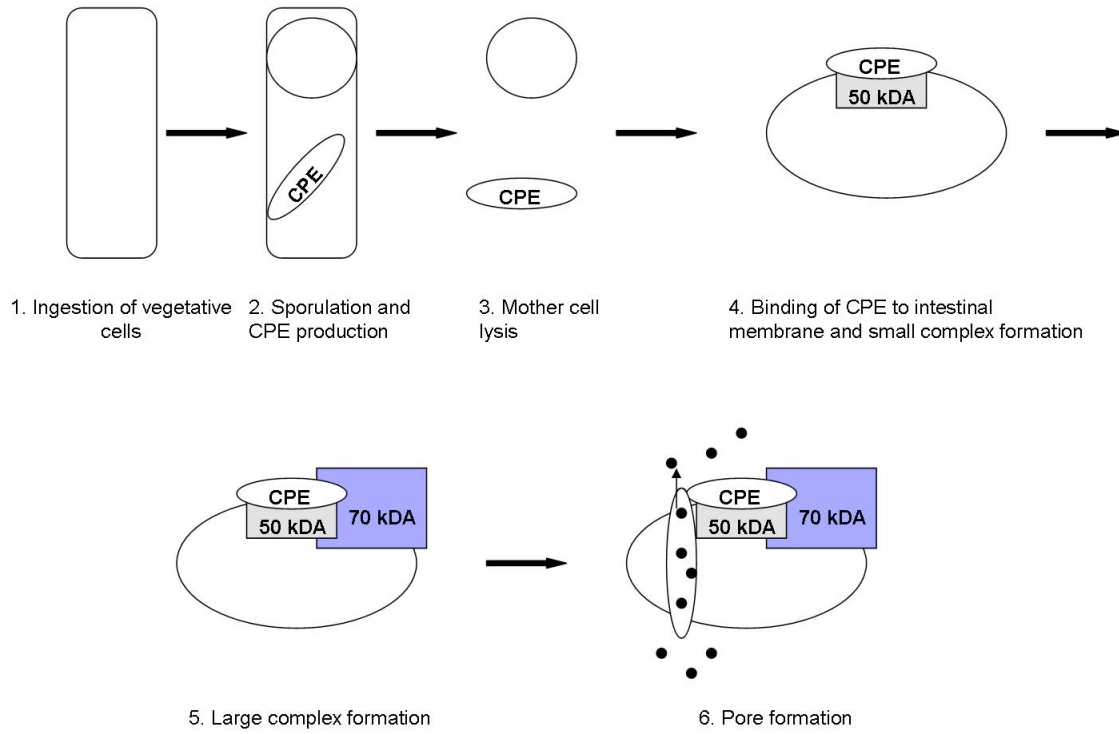 CPE
CPE
CPE
50 kDA
1. Ingestion of vegetative
cells
2. Sporulation and
CPE production
3. Mother cell
lysis
4. Binding of CPE to intestinal
membrane and small complex formation
CPE
50 kDA
70 kDA
CPE
50 kDA
70 kDA
5. Large complex formation
6. Pore formation